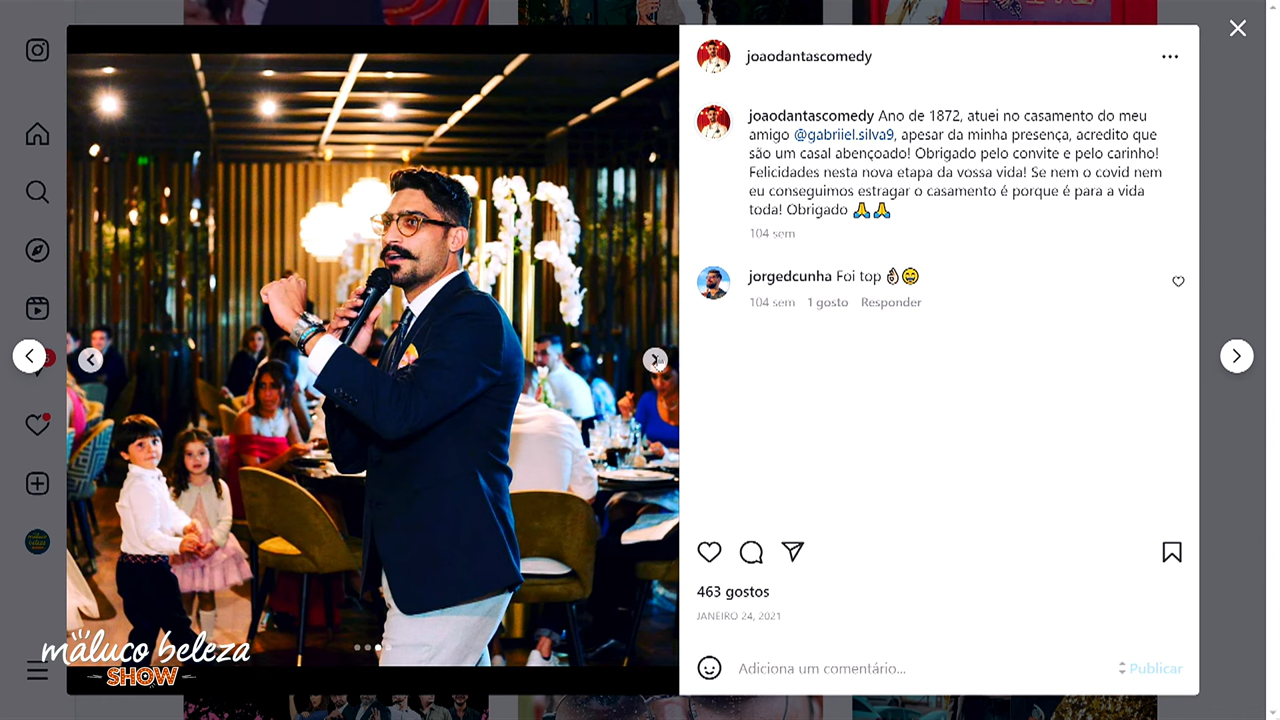 joaodantascomedy
joaodantascomedy Ano de 1872, atuei no casamento do meu
amigo @gabriiel.silva9, apesar da minha presença, acredito que
são um casal abençoado! Obrigado pelo convite e pelo carinho!
Felicidades nesta nova etapa da vossa vida! Se nem o covid nem
eu conseguimos estragar o casamento é porque é para a vida
toda! Obrigado 🙏🙏
104 sem
jorgedcunha Foi top 👌😁
104 sem 1 gosto Responder
463 gostos
JANEIRO 24, 2021
Adiciona um comentário...
Publicar
maluco beleza
SHOW